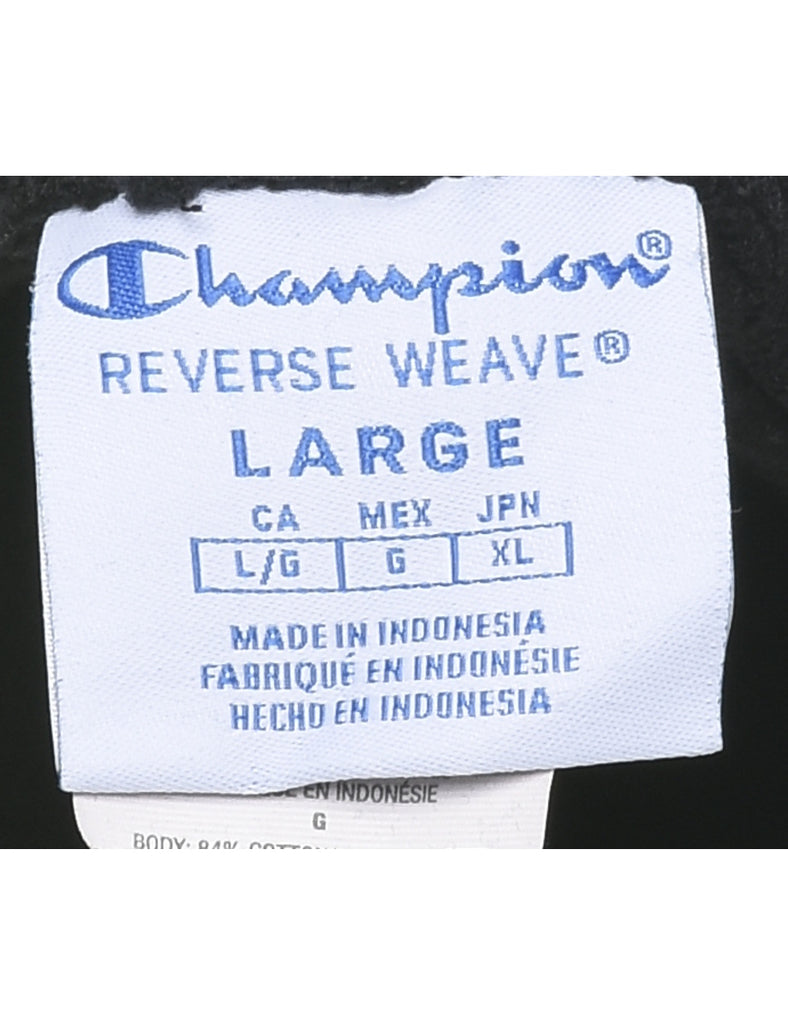 Champion®
REVERSE WEAVE®
LARGE
CA MEX JPN
L/G G XL
MADE IN INDONESIA
FABRIQUÉ EN INDONÉSIE
HECHO EN INDONESIA
EN INDONÉSIE
G
BODY: 84% COTTON